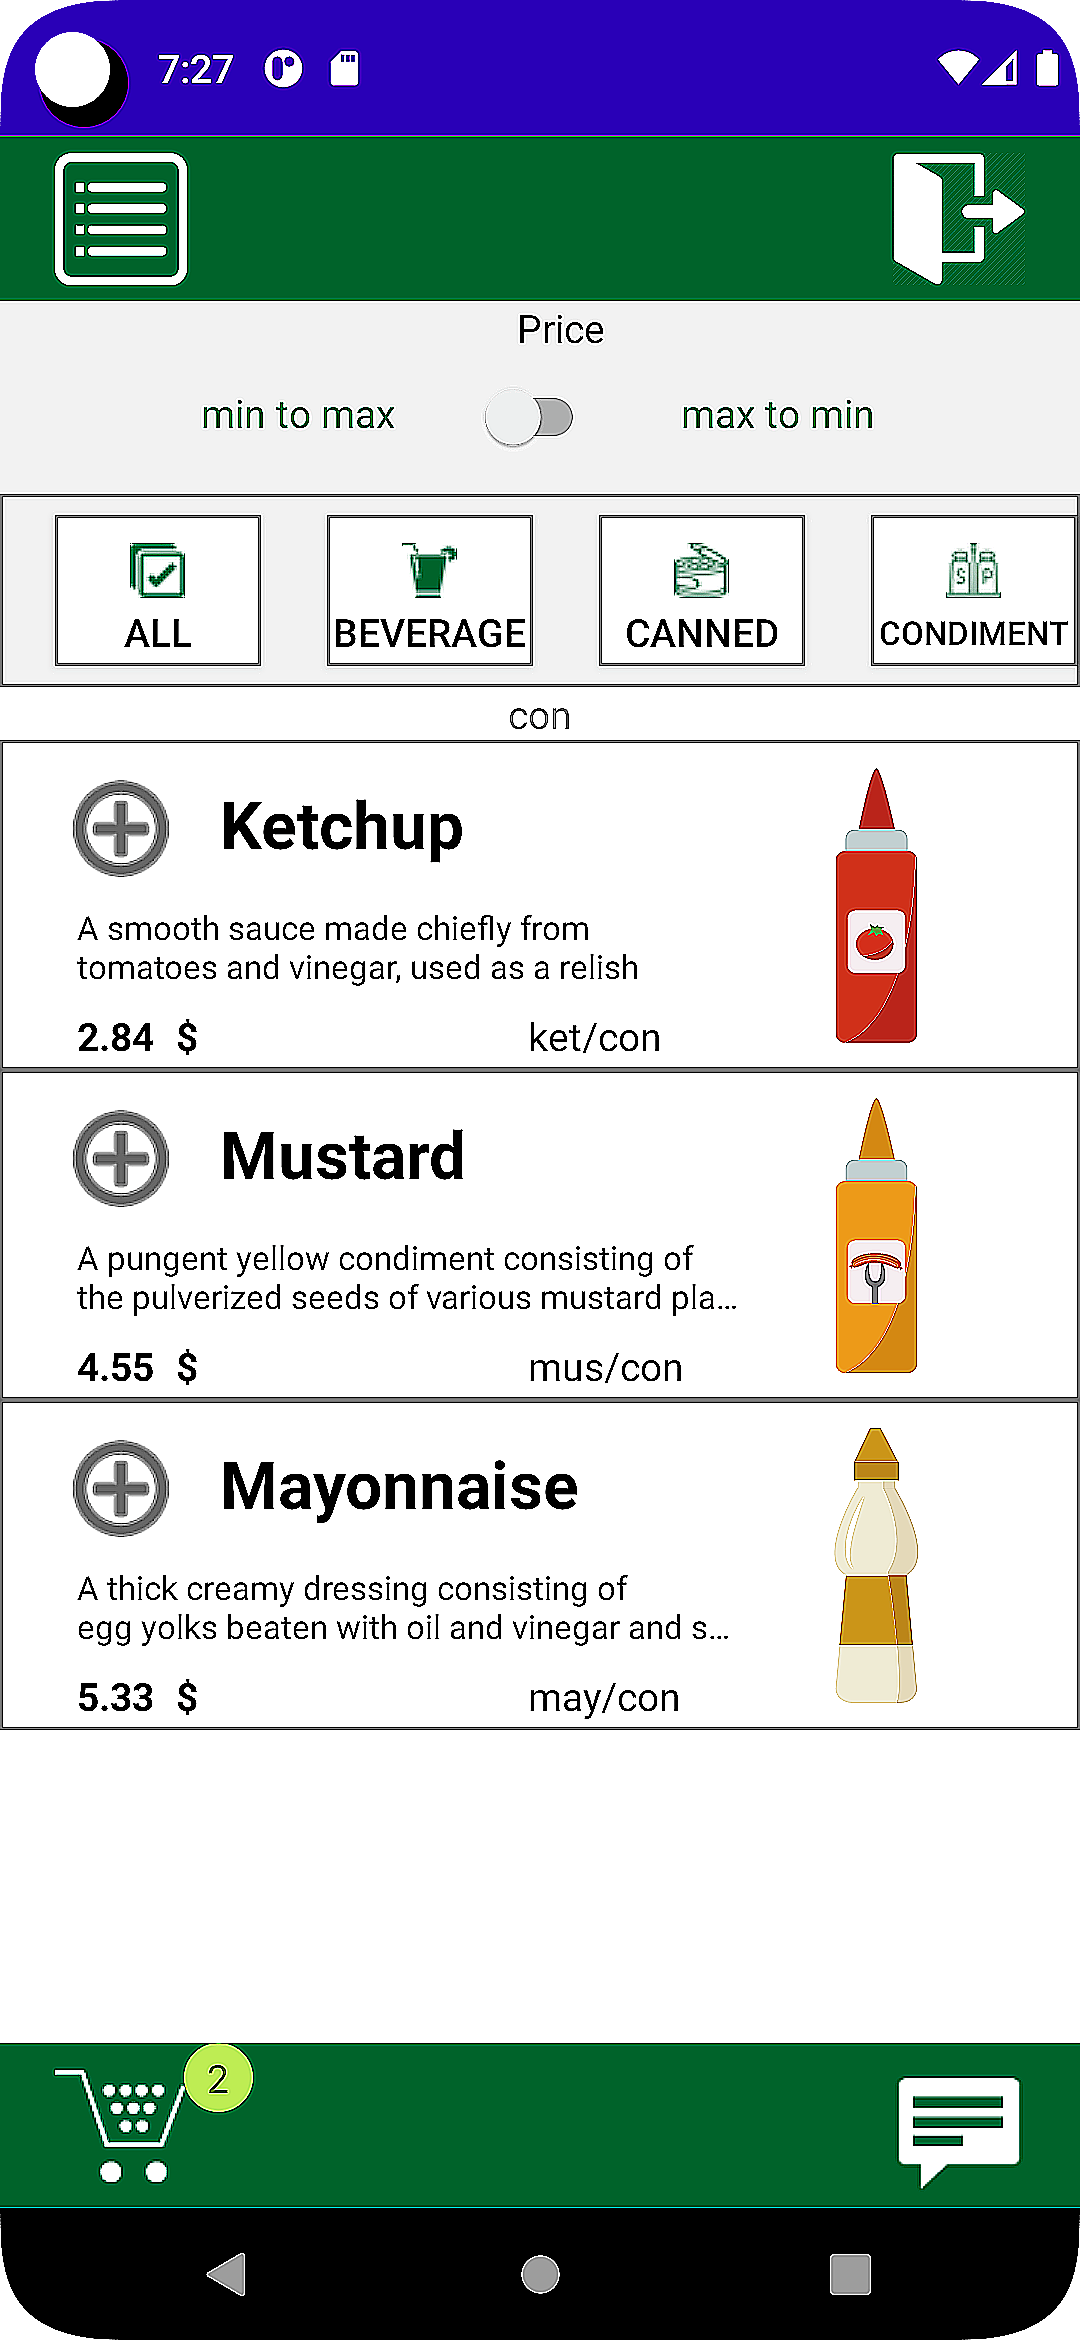 7:27
Price
min to max
max to min
ALL
BEVERAGE
CANNED
CONDIMENT
con
Ketchup
A smooth sauce made chiefly from
tomatoes and vinegar, used as a relish
2.84 $
ket/con
Mustard
A pungent yellow condiment consisting of
the pulverized seeds of various mustard pla...
4.55 $
mus/con
Mayonnaise
A thick creamy dressing consisting of
egg yolks beaten with oil and vinegar and s...
5.33 $
may/con
2